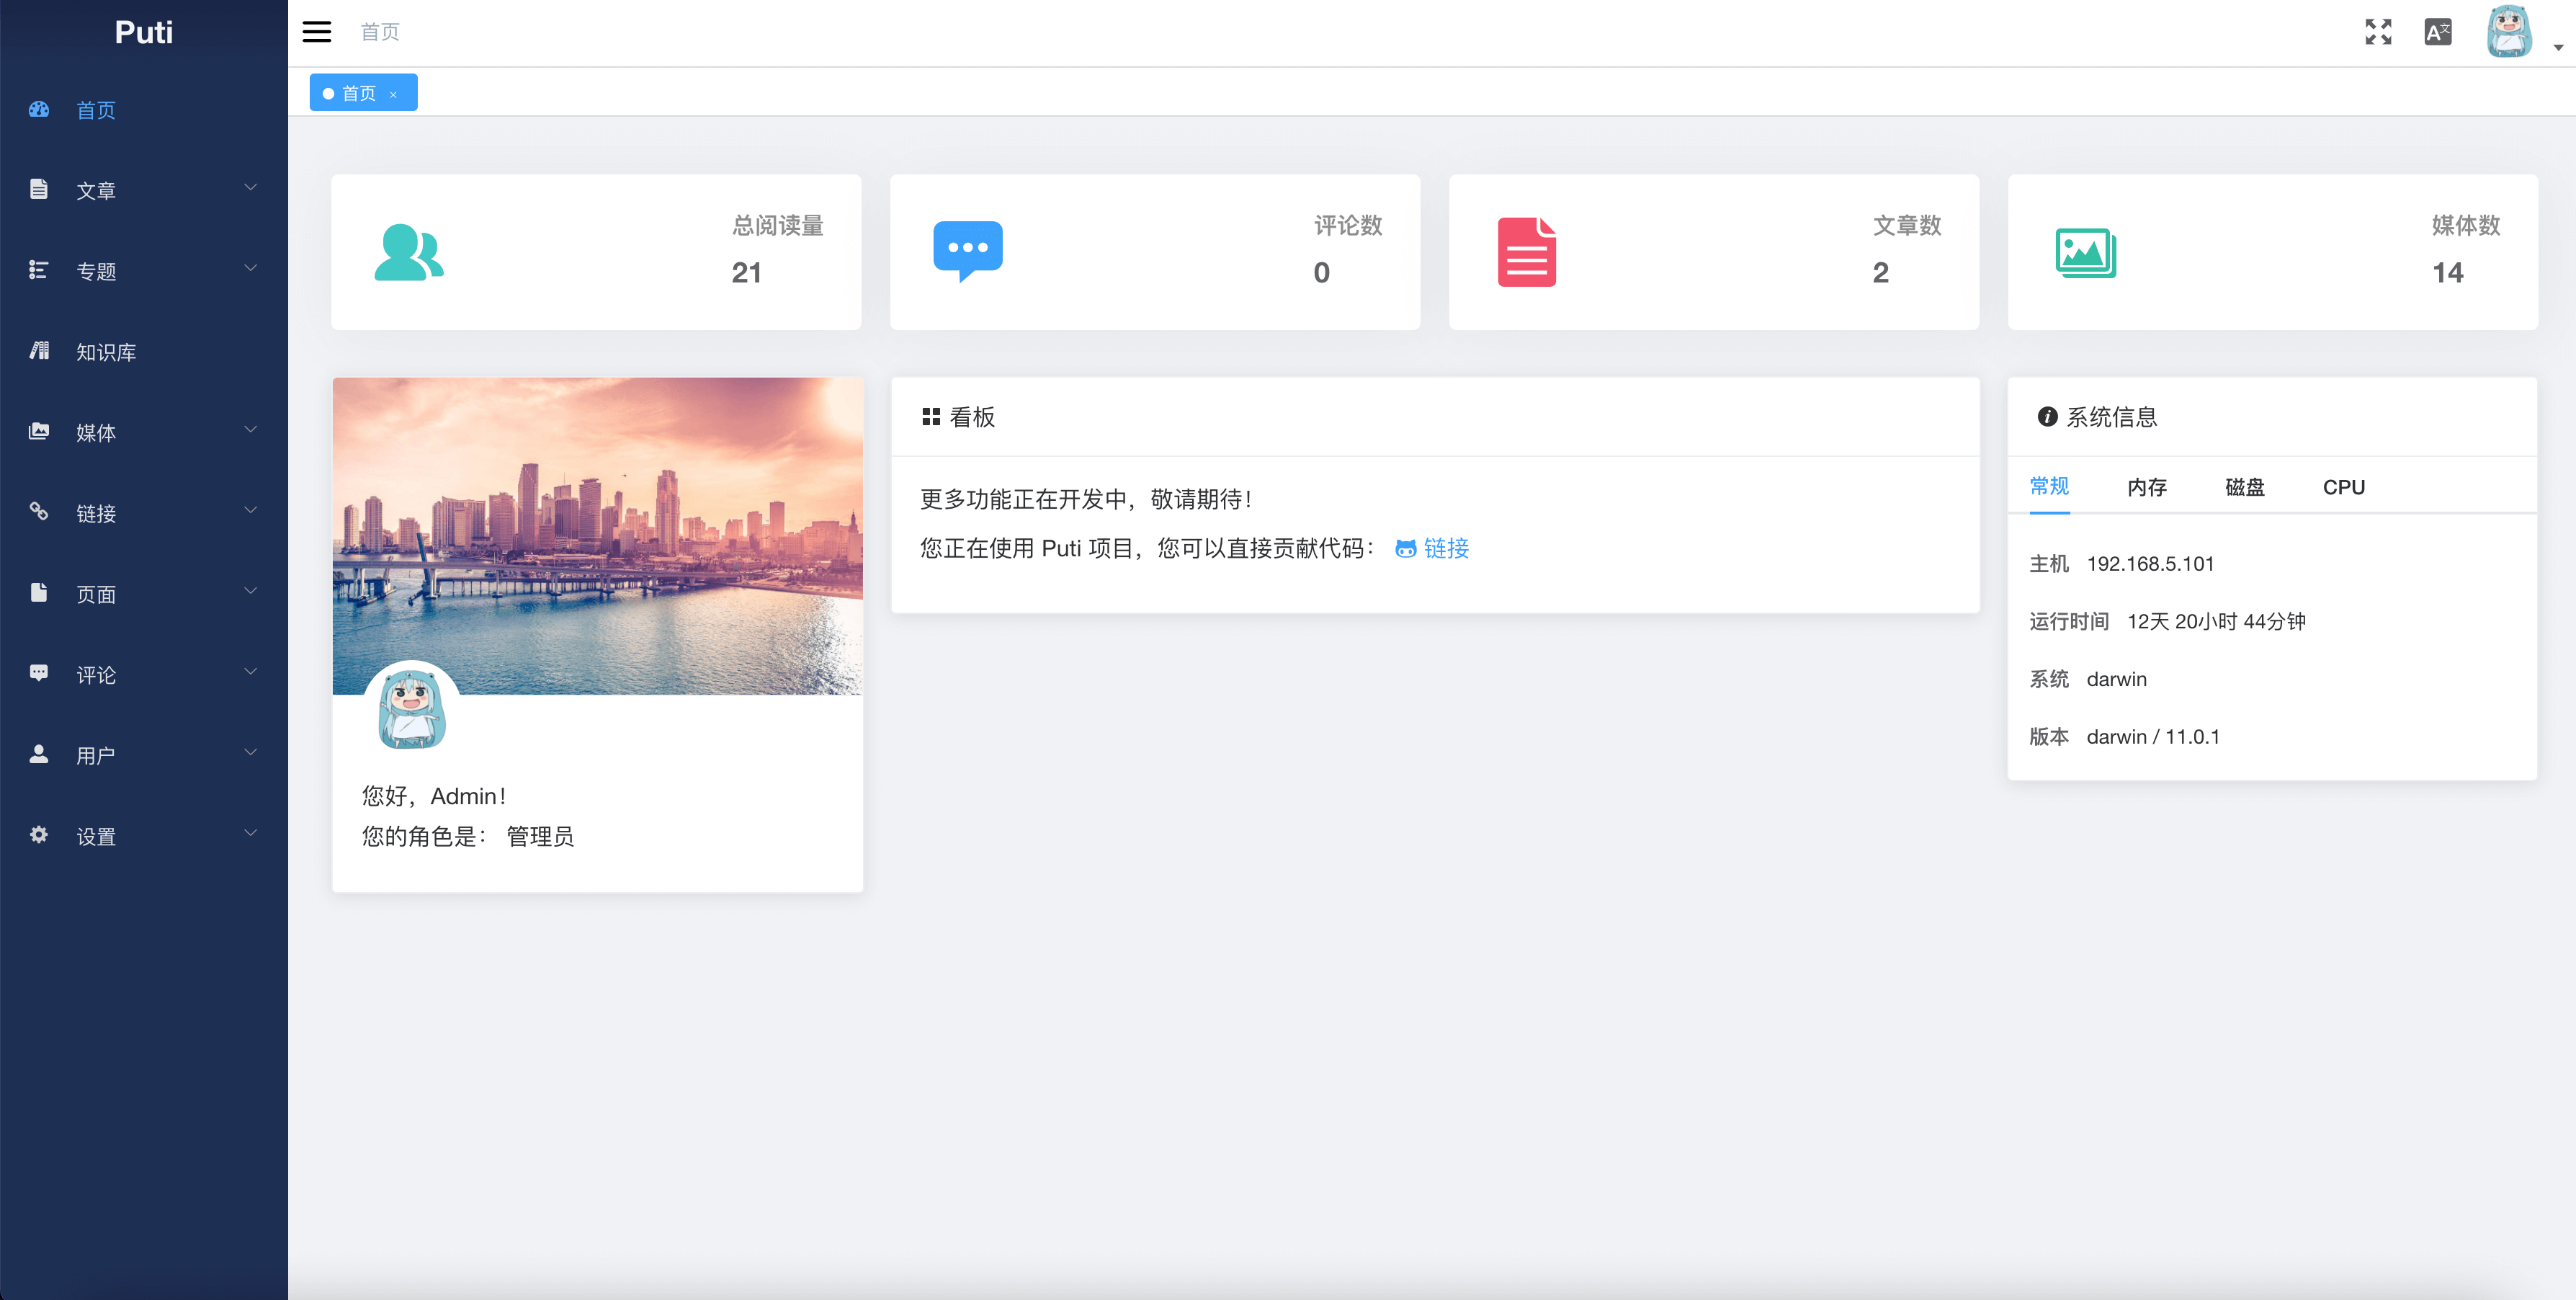 Puti
首页
首页
文章
专题
知识库
媒体
链接
页面
评论
用户
设置
首页 ×
总阅读量
21
评论数
0
文章数
2
媒体数
14
您好，Admin！
您的角色是： 管理员
看板
更多功能正在开发中，敬请期待！
您正在使用 Puti 项目，您可以直接贡献代码： 链接
系统信息
常规 内存 磁盘 CPU
主机 192.168.5.101
运行时间 12天 20小时 44分钟
系统 darwin
版本 darwin / 11.0.1